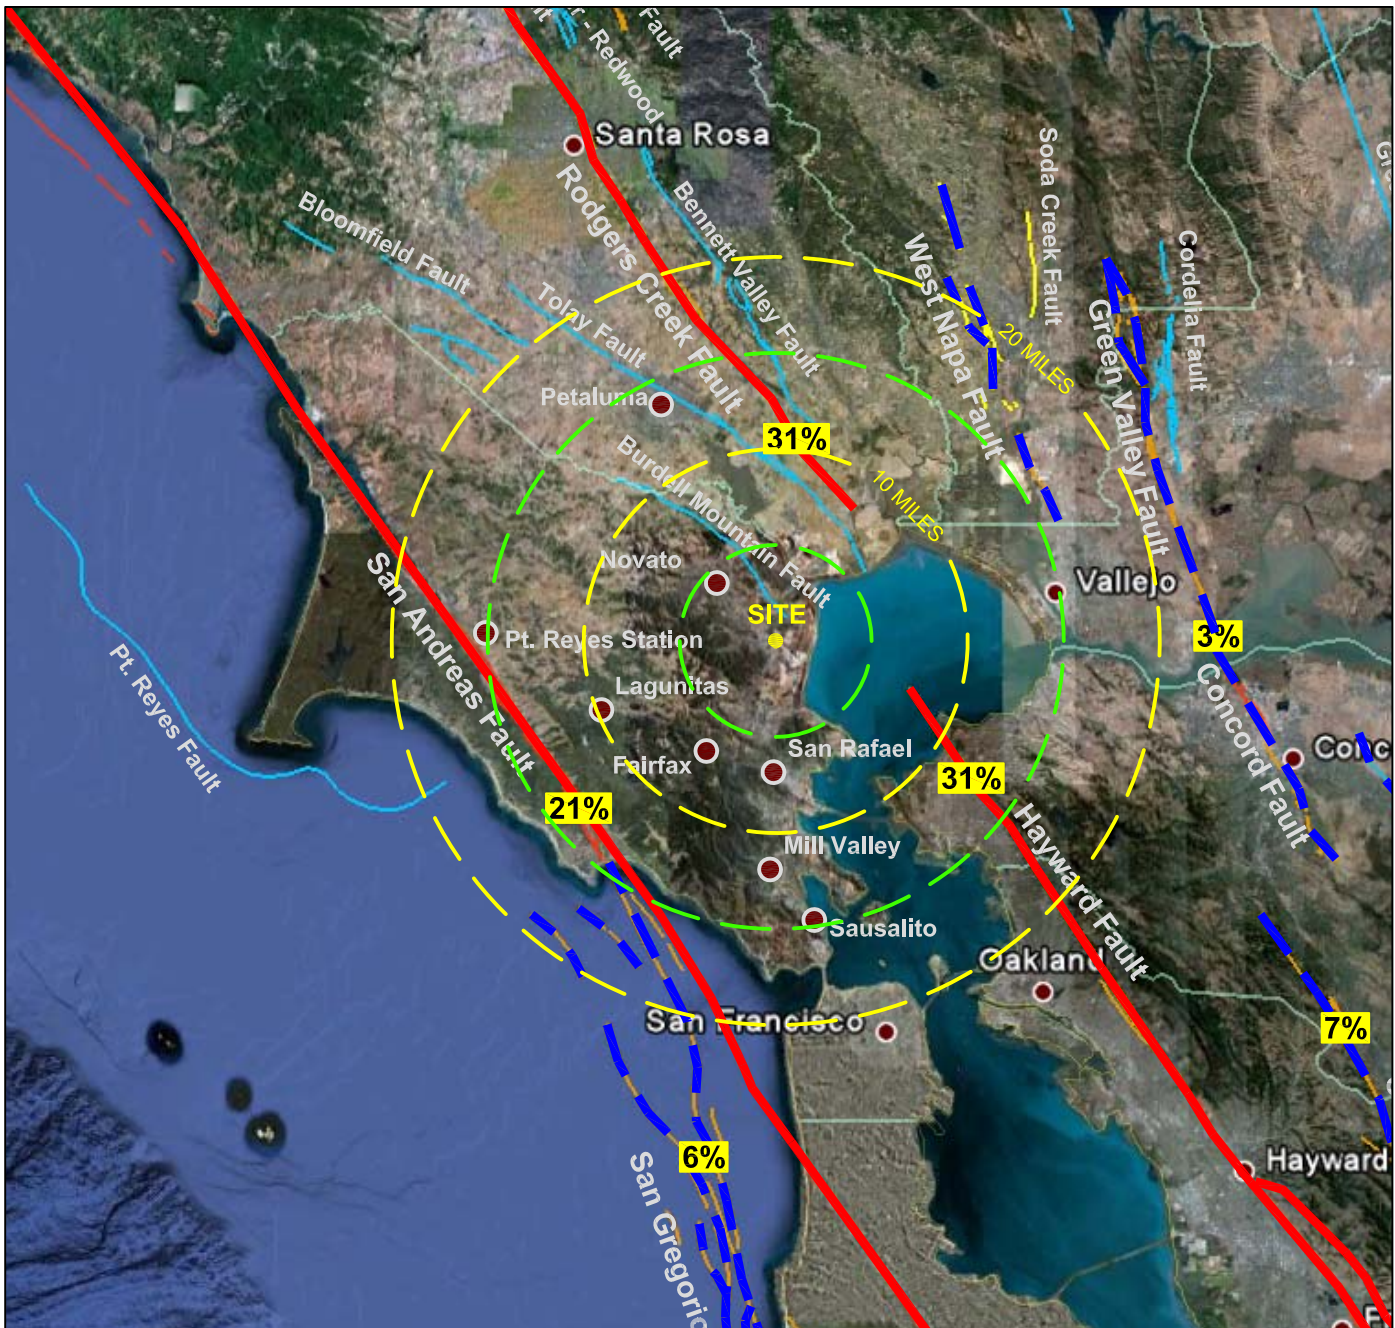 Fault
- Redwood
Santa Rosa
Rodgers Creek Fault
Bennett Valley Fault
Soda Creek Fault
Bloomfield Fault
Tolay Fault
West Napa Fault
Cordelia Fault
Green Valley Fault
20 MILES
Petaluma
31%
Burdell Mountain Fault
10 MILES
Novato
Vallejo
SITE
San Andreas Fault
Pt. Reyes Station
3%
Pt. Reyes Fault
Lagunitas
Concord Fault
San Rafael
Conc
Fairfax
31%
21%
Hayward Fault
Mill Valley
Sausalito
Oakland
San Francisco
7%
6%
Hayward
San Gregorio